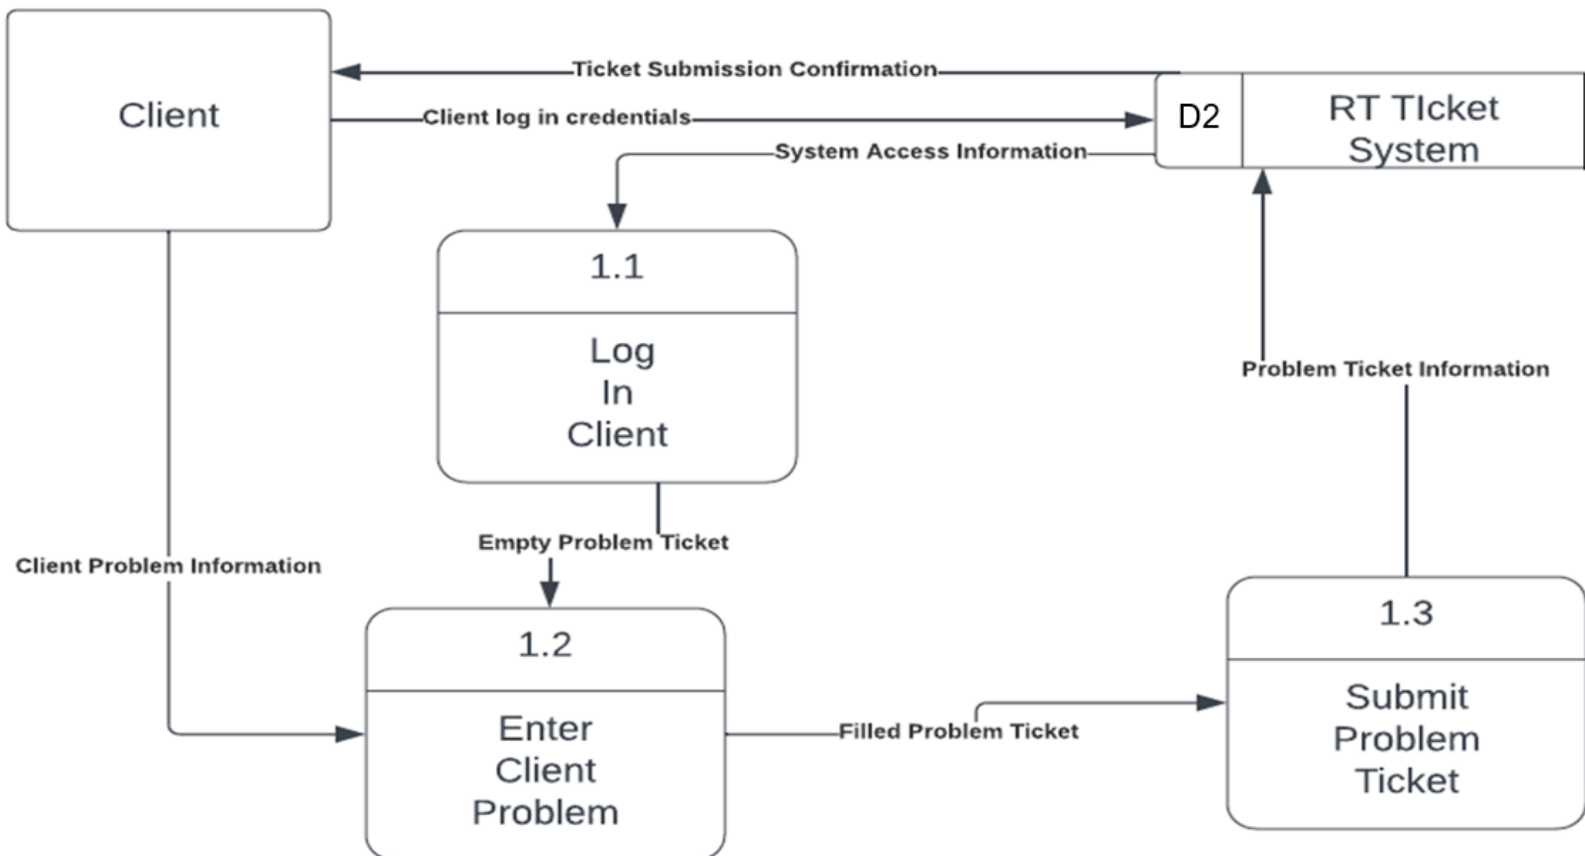 Ticket Submission Confirmation
Client
Client log in credentials
D2
RT TIcket
System
System Access Information
1.1
Log
In
Client
Problem Ticket Information
Empty Problem Ticket
Client Problem Information
1.2
Enter
Client
Problem
Filled Problem Ticket
1.3
Submit
Problem
Ticket